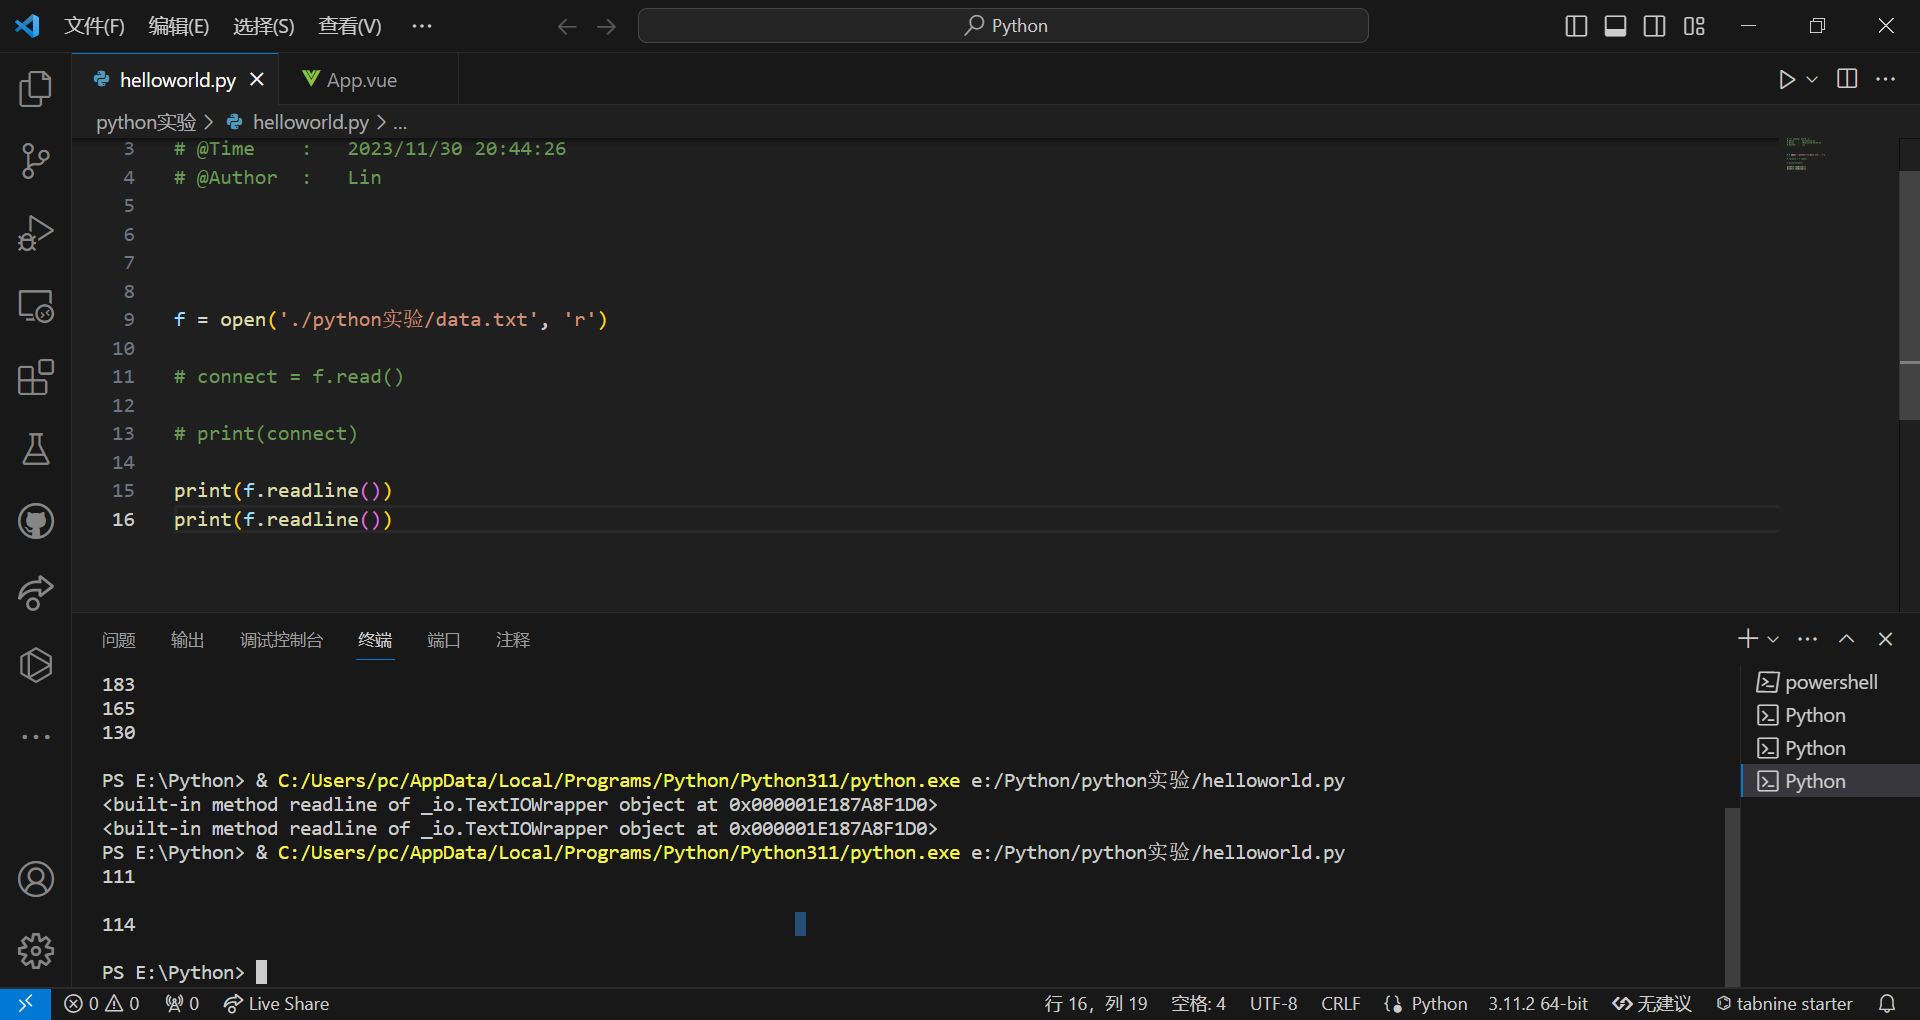 文件(F) 编辑(E) 选择(S) 查看(V) ··· Python
helloworld.py App.vue
python实验 > helloworld.py > ...
3 # @Time : 2023/11/30 20:44:26
4 # @Author : Lin
5
6
7
8
9 f = open('./python实验/data.txt', 'r')
10
11 # connect = f.read()
12
13 # print(connect)
14
15 print(f.readline())
16 print(f.readline())
问题 输出 调试控制台 终端 端口 注释
183
165
130
PS E:\Python> & C:/Users/pc/AppData/Local/Programs/Python/Python311/python.exe e:/Python/python实验/helloworld.py
<built-in method readline of _io.TextIOWrapper object at 0x000001E187A8F1D0>
<built-in method readline of _io.TextIOWrapper object at 0x000001E187A8F1D0>
PS E:\Python> & C:/Users/pc/AppData/Local/Programs/Python/Python311/python.exe e:/Python/python实验/helloworld.py
111
114
PS E:\Python>
powershell
Python
Python
Python
0 0 0 Live Share 行 16，列 19 空格: 4 UTF-8 CRLF Python 3.11.2 64-bit 无建议 tabnine starter